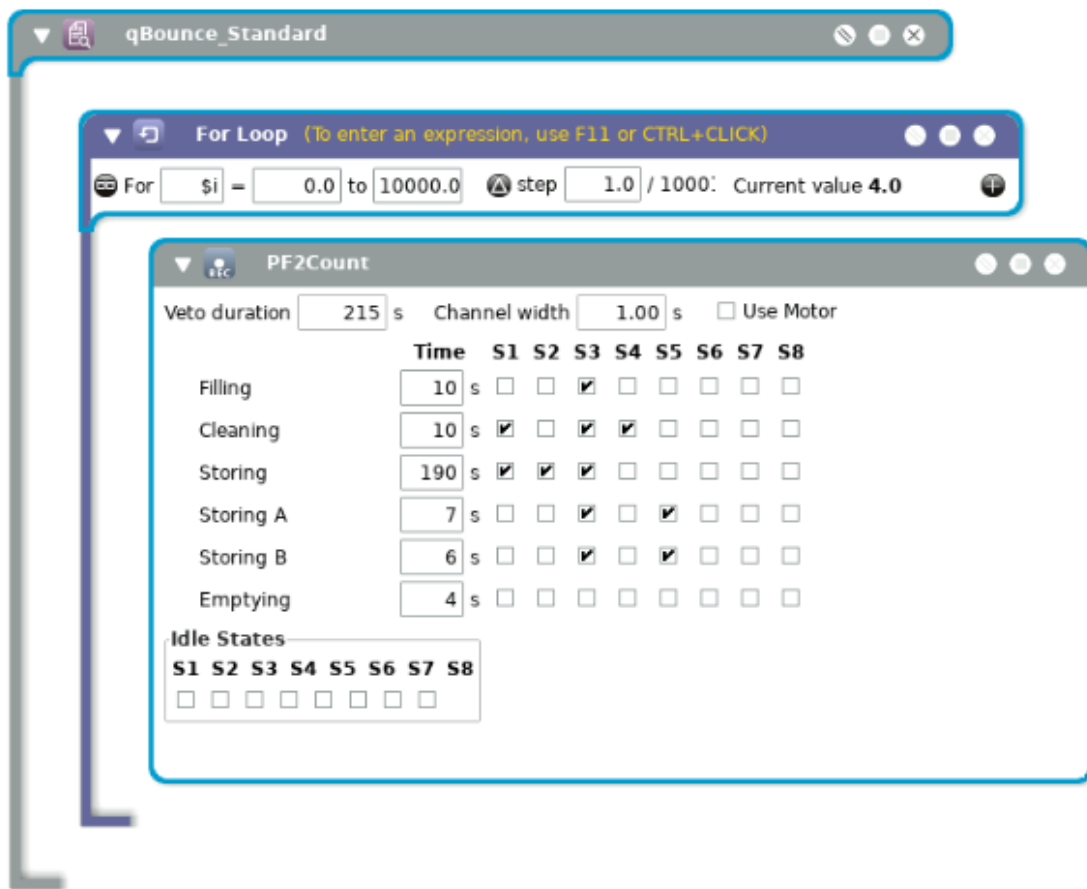 qBounce_Standard
For Loop (To enter an expression, use F11 or CTRL+CLICK)
For $i = 0.0 to 10000.0 step 1.0 / 1000: Current value 4.0
REC PF2Count
Veto duration 215 s Channel width 1.00 s Use Motor
Time S1 S2 S3 S4 S5 S6 S7 S8
Filling 10 s
Cleaning 10 s
Storing 190 s
Storing A 7 s
Storing B 6 s
Emptying 4 s
Idle States
S1 S2 S3 S4 S5 S6 S7 S8